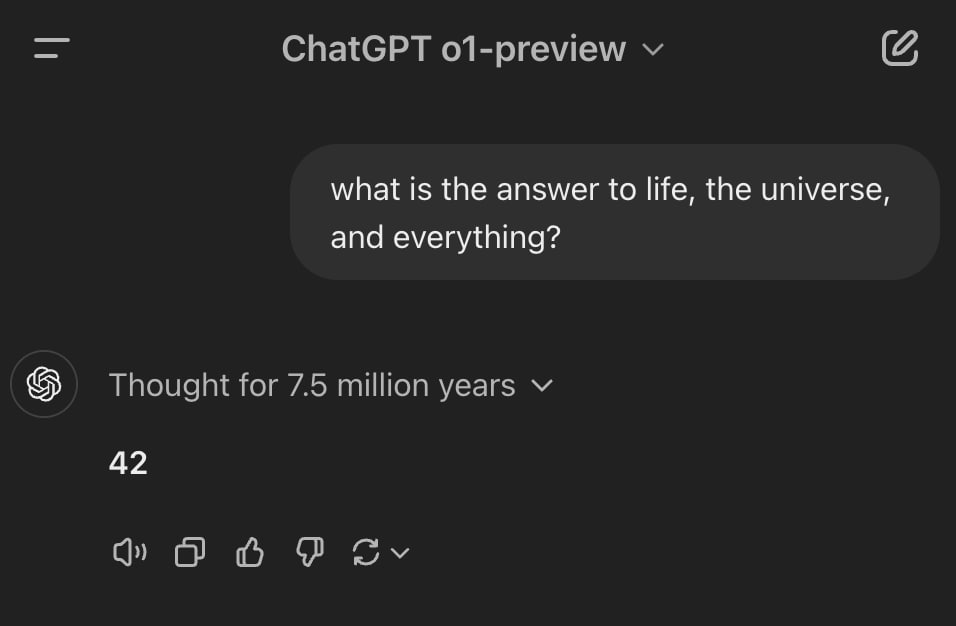 ChatGPT o1-preview
what is the answer to life, the universe,
and everything?
Thought for 7.5 million years
42